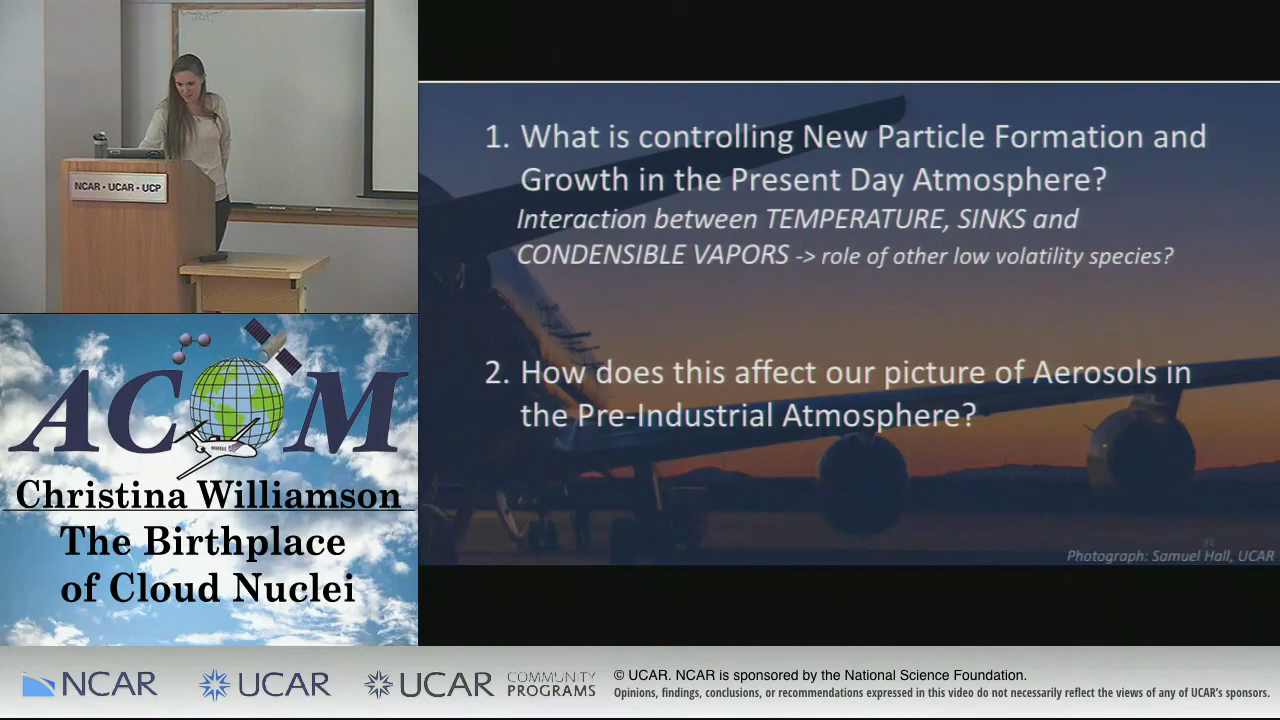 NCAR • UCAR • UCP
1. What is controlling New Particle Formation and
Growth in the Present Day Atmosphere?
Interaction between TEMPERATURE, SINKS and
CONDENSIBLE VAPORS -> role of other low volatility species?
2. How does this affect our picture of Aerosols in
the Pre-Industrial Atmosphere?
31
Photograph: Samuel Hall, UCAR
ACOM
Christina Williamson
The Birthplace
of Cloud Nuclei
NCAR
UCAR
UCAR
COMMUNITY
PROGRAMS
© UCAR. NCAR is sponsored by the National Science Foundation.
Opinions, findings, conclusions, or recommendations expressed in this video do not necessarily reflect the views of any of UCAR's sponsors.